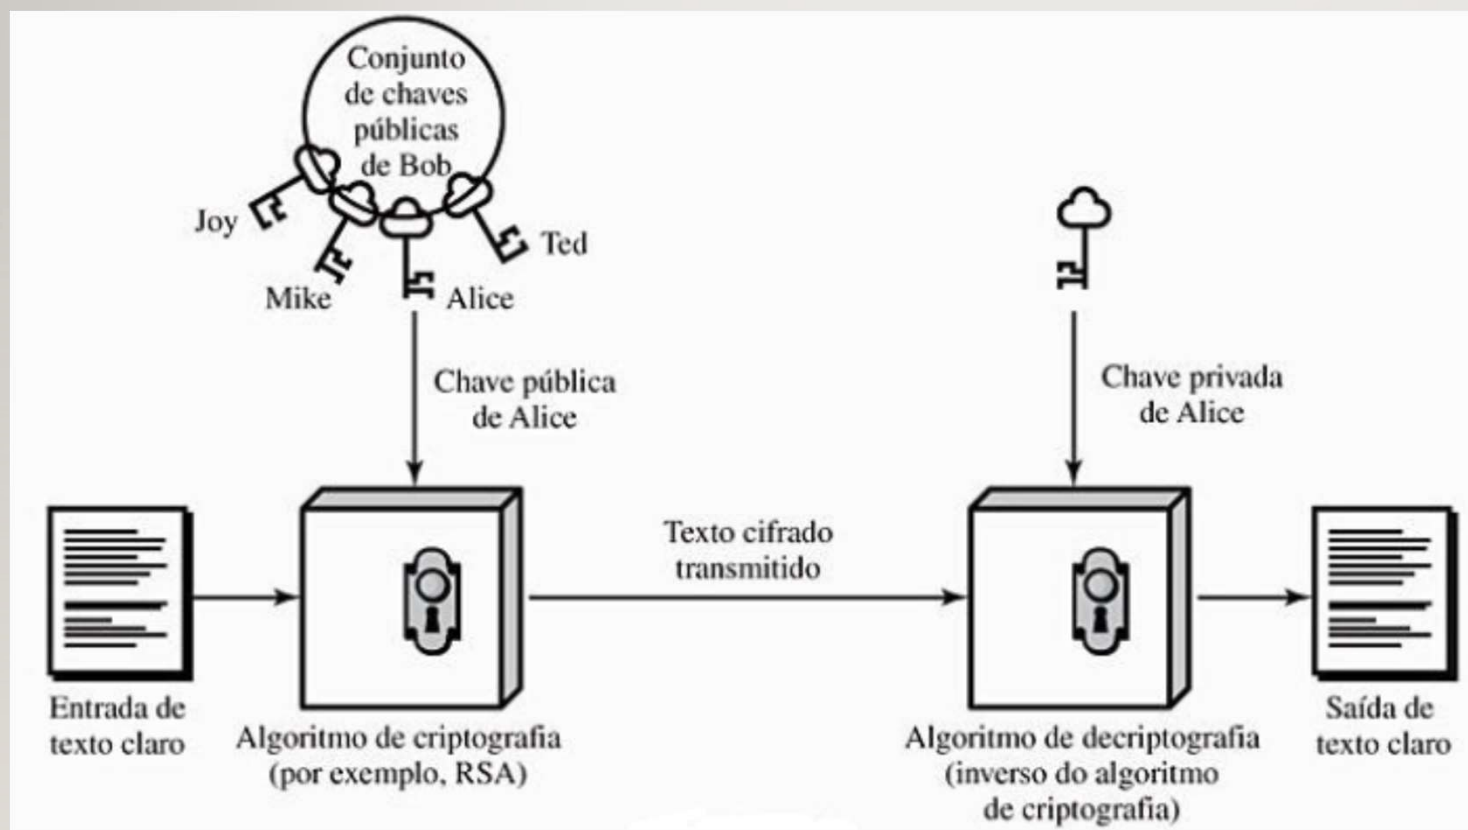 Conjunto
de chaves
públicas
de Bob
Joy
Mike
Alice
Ted
Chave pública
de Alice
Chave privada
de Alice
Texto cifrado
transmitido
Entrada de
texto claro
Algoritmo de criptografia
(por exemplo, RSA)
Algoritmo de decriptografia
(inverso do algoritmo
de criptografia)
Saída de
texto claro